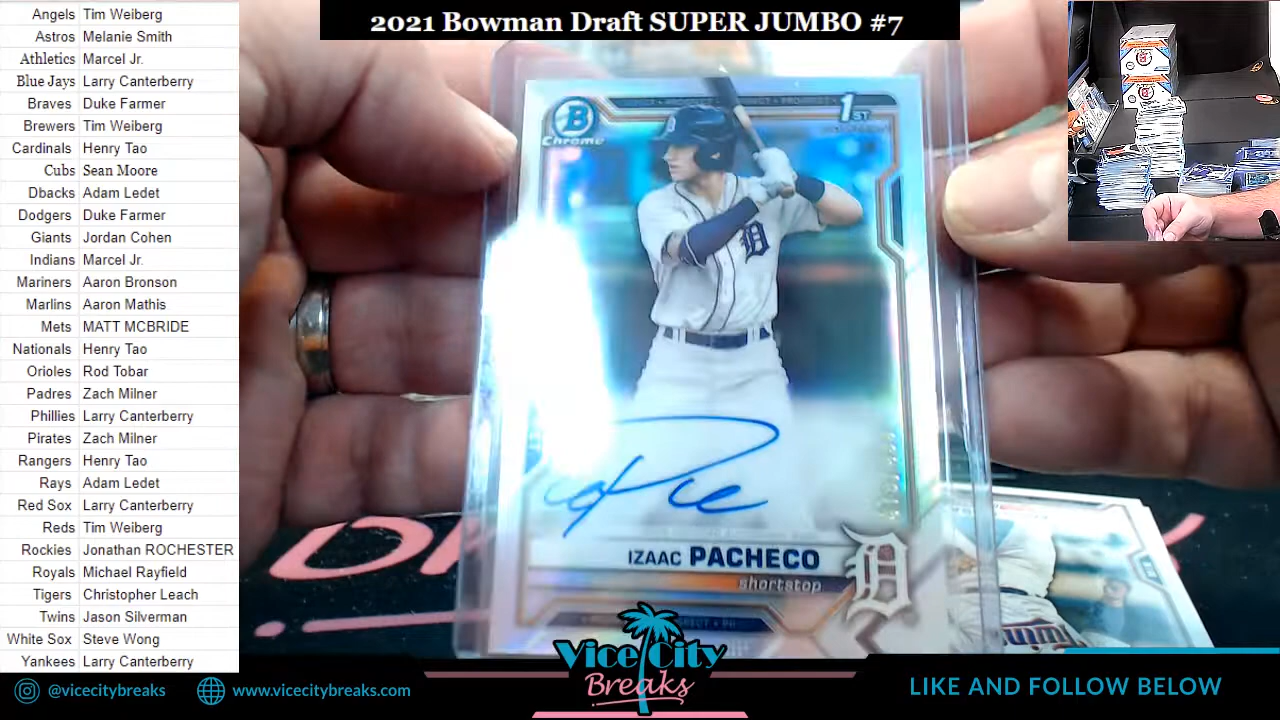 2021 Bowman Draft SUPER JUMBO #7
Angels Tim Weiberg
Astros Melanie Smith
Athletics Marcel Jr.
Blue Jays Larry Canterberry
Braves Duke Farmer
Brewers Tim Weiberg
Cardinals Henry Tao
Cubs Sean Moore
Dbacks Adam Ledet
Dodgers Duke Farmer
Giants Jordan Cohen
Indians Marcel Jr.
Mariners Aaron Bronson
Marlins Aaron Mathis
Mets MATT MCBRIDE
Nationals Henry Tao
Orioles Rod Tobar
Padres Zach Milner
Phillies Larry Canterberry
Pirates Zach Milner
Rangers Henry Tao
Rays Adam Ledet
Red Sox Larry Canterberry
Reds Tim Weiberg
Rockies Jonathan ROCHESTER
Royals Michael Rayfield
Tigers Christopher Leach
Twins Jason Silverman
White Sox Steve Wong
Yankees Larry Canterberry
B
Chrome
1ST
D
IZAAC PACHECO
shortstop
D
Vice City
Breaks
@vicecitybreaks
www.vicecitybreaks.com
LIKE AND FOLLOW BELOW